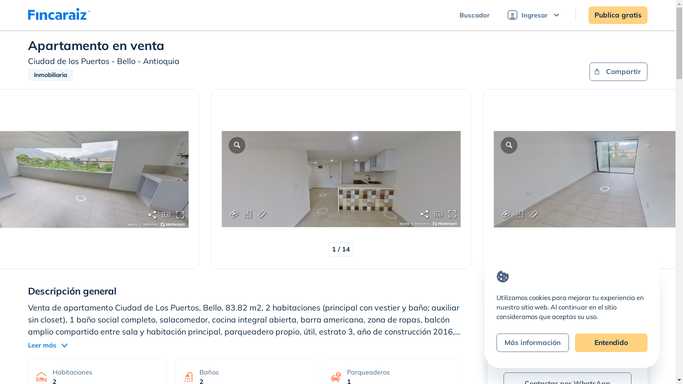 Fincaraiz
Buscador
Ingresar
Publica gratis
Apartamento en venta
Ciudad de los Puertos - Bello - Antioquia
Inmobiliaria
Compartir
1 / 14
Descripción general
Venta de apartamento Ciudad de Los Puertos, Bello. 83.82 m2, 2 habitaciones (principal con vestier y baño; auxiliar
sin closet), 1 baño social completo, salacomedor, cocina integral abierta, barra americana, zona de ropas, balcón
amplio compartido entre sala y habitación principal, parqueadero propio, útil, estrato 3, año de construcción 2016,...
Leer más
Habitaciones
2
Baños
2
Parqueaderos
1
Utilizamos cookies para mejorar tu experiencia en
nuestro sitio web. Al continuar en el sitio
consideramos que aceptas su uso.
Más información
Entendido
Contactar por WhatsApp